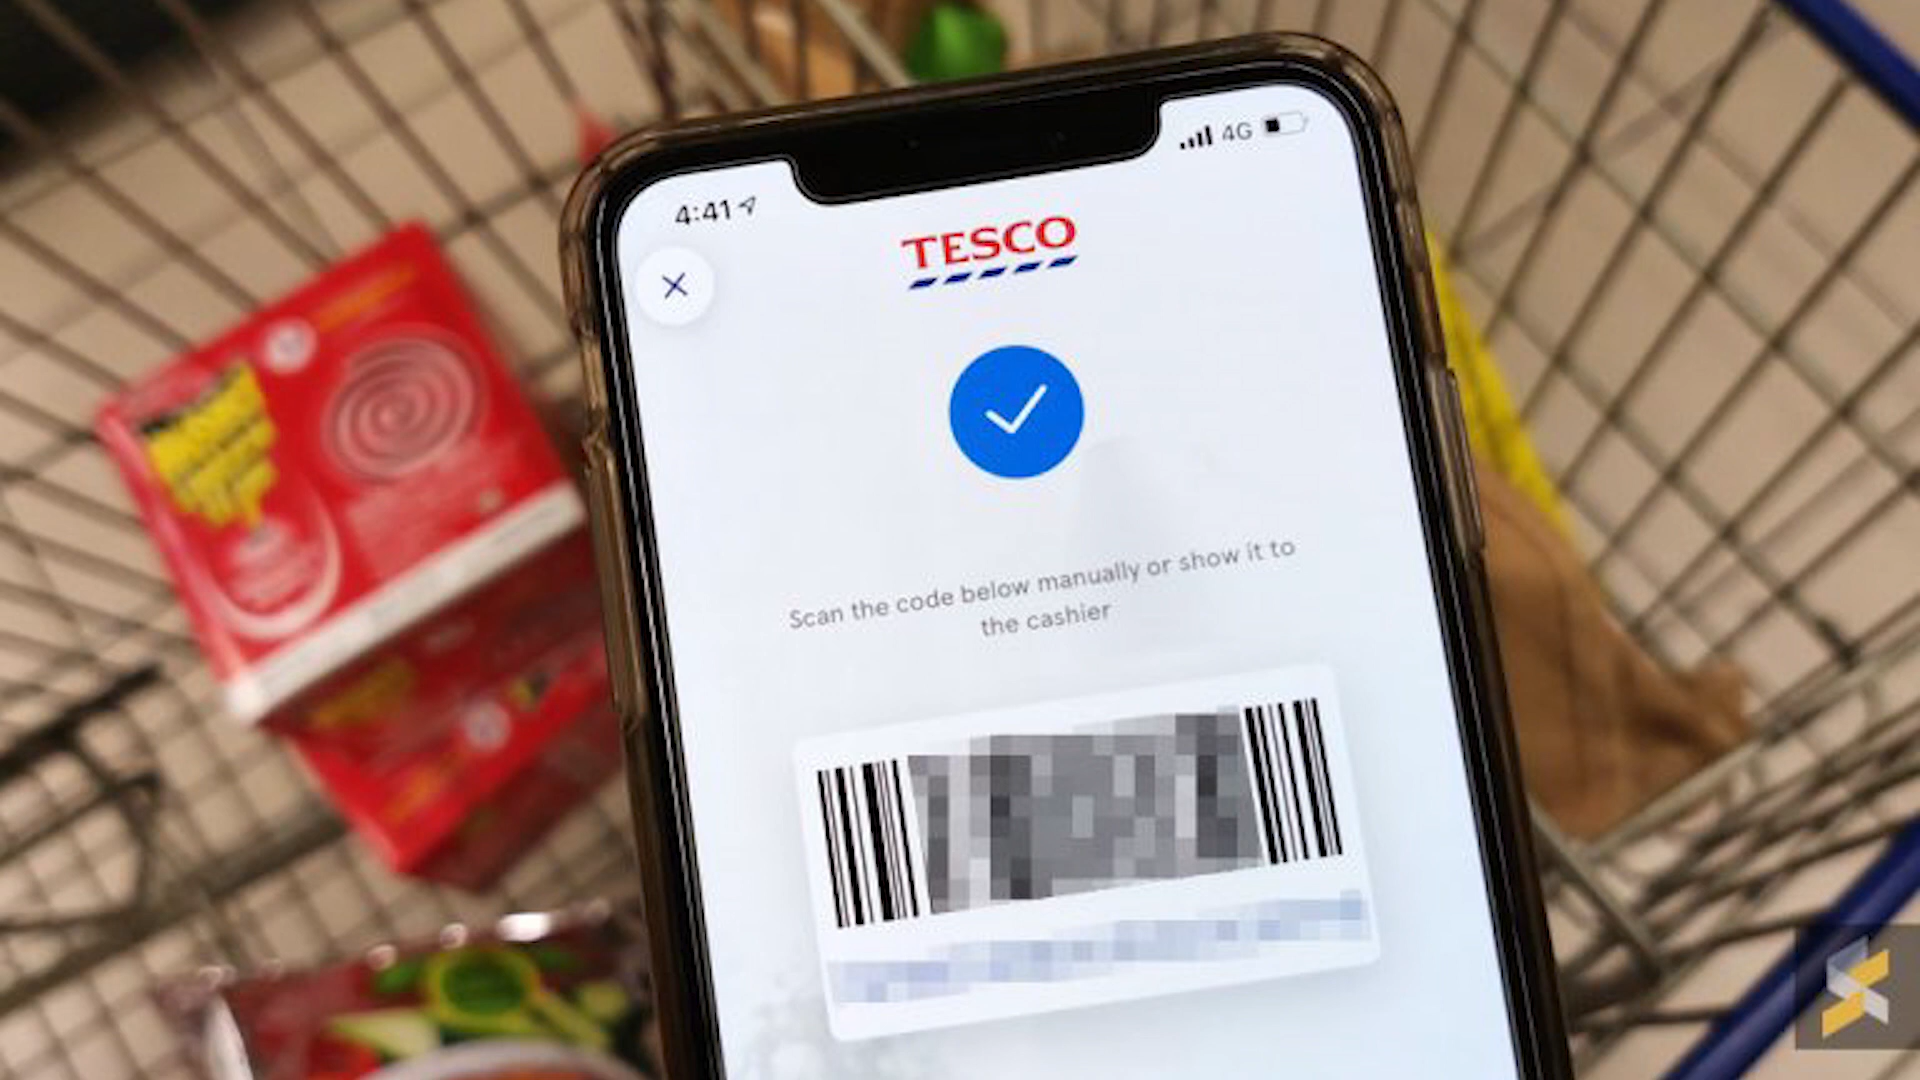 4:41
4G
TESCO
Scan the code below manually or show it to
the cashier